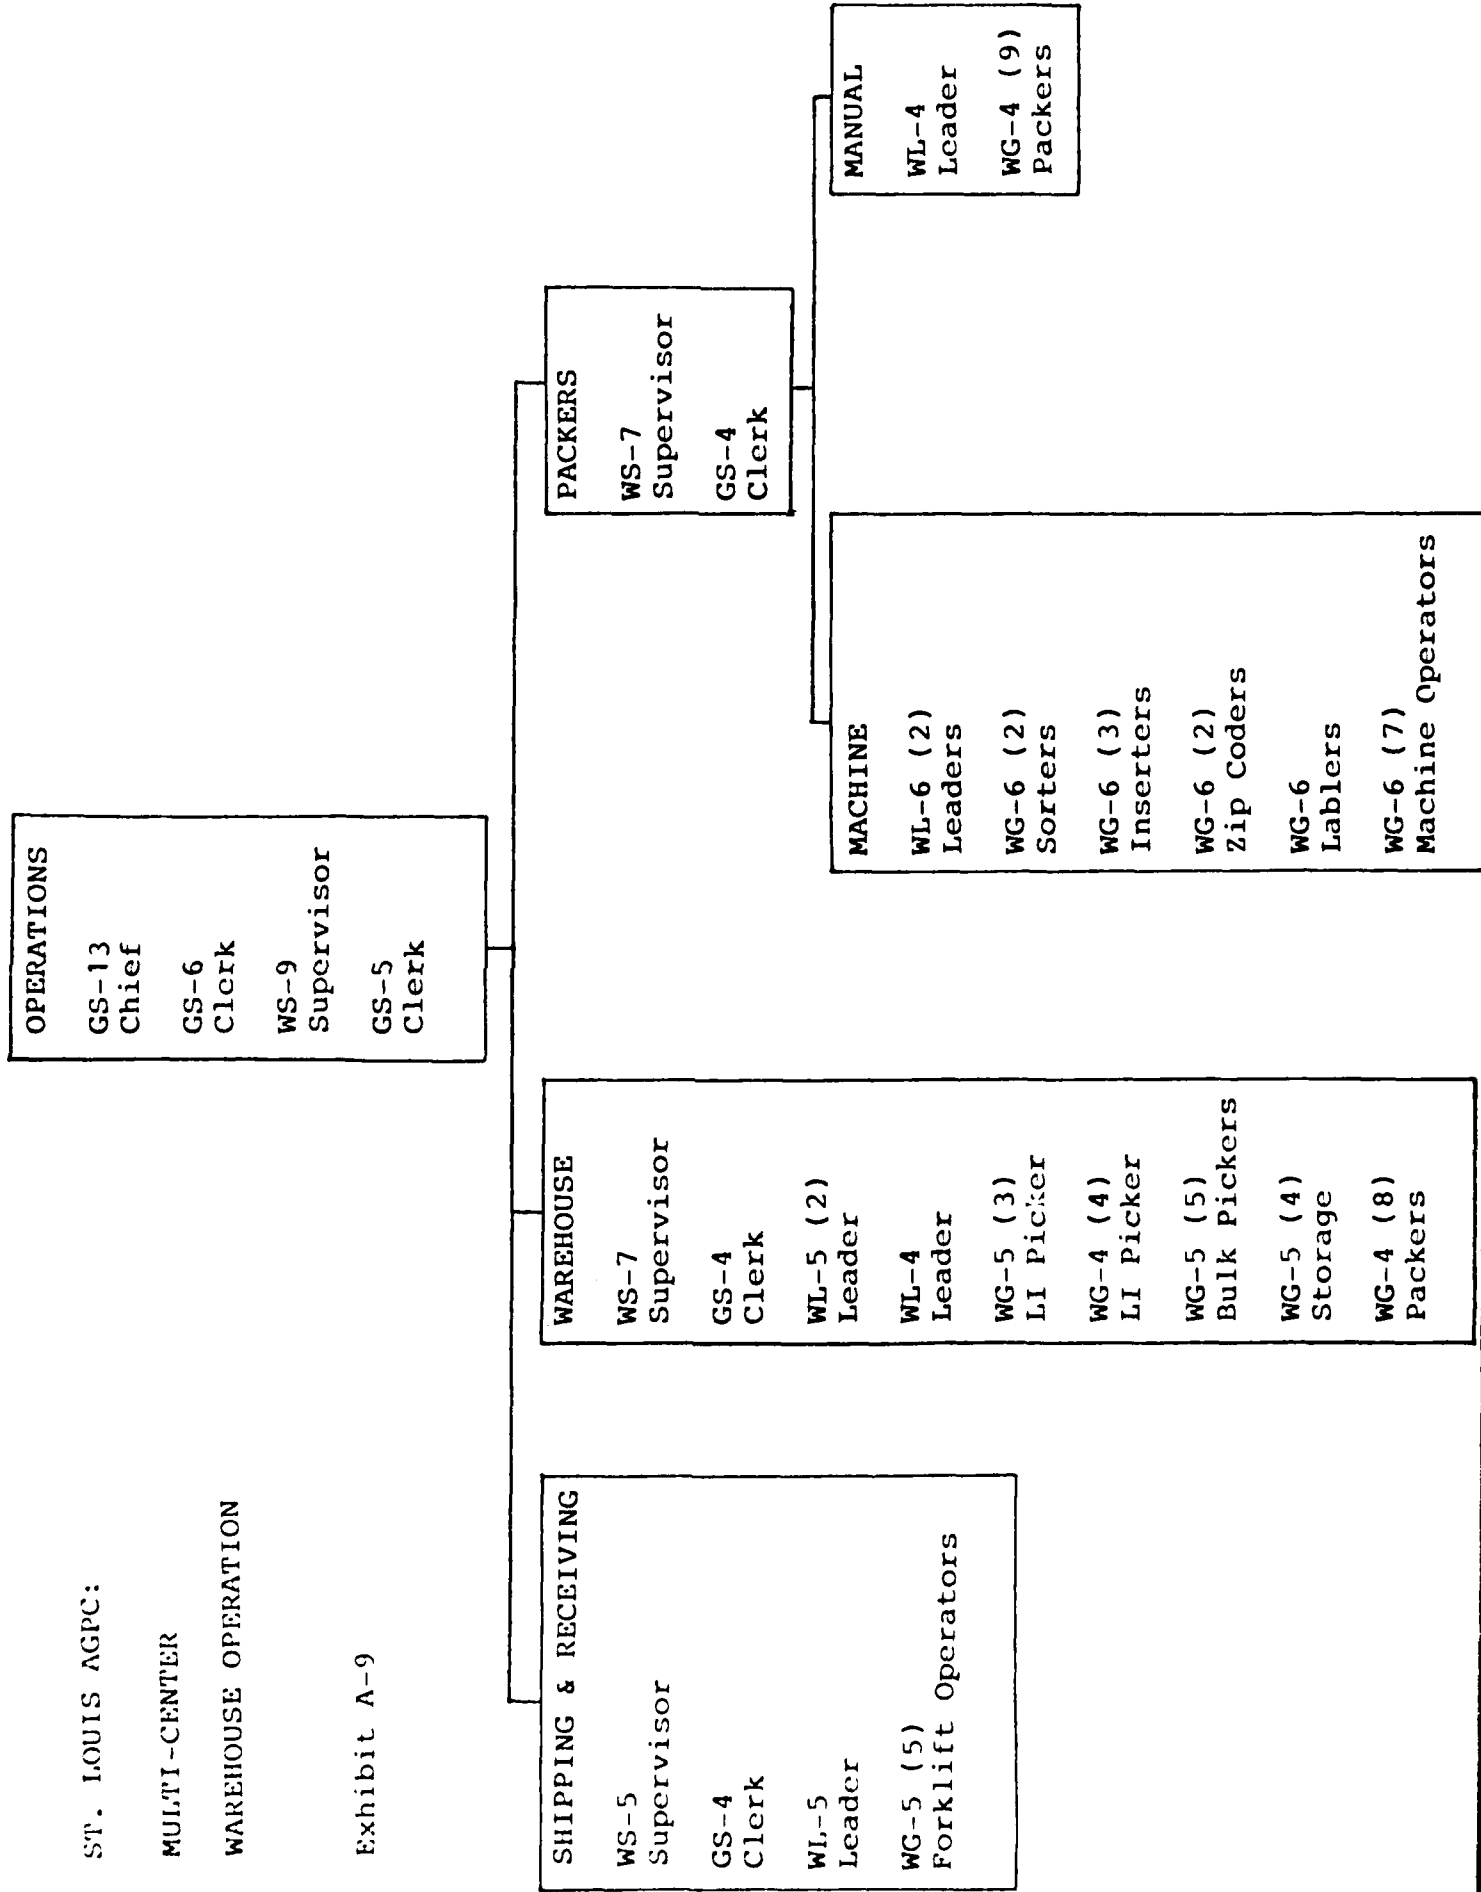 ST. LOUIS AGPC:
MULTI-CENTER
WAREHOUSE OPERATION
Exhibit A-9
OPERATIONS
GS-13
Chief
GS-6
Clerk
WS-9
Supervisor
GS-5
Clerk
SHIPPING & RECEIVING
WS-5
Supervisor
GS-4
Clerk
WL-5
Leader
WG-5 (5)
Forklift Operators
WAREHOUSE
WS-7
Supervisor
GS-4
Clerk
WL-5 (2)
Leader
WL-4
Leader
WG-5 (3)
LI Picker
WG-4 (4)
LI Picker
WG-5 (5)
Bulk Pickers
WG-5 (4)
Storage
WG-4 (8)
Packers
PACKERS
WS-7
Supervisor
GS-4
Clerk
MACHINE
WL-6 (2)
Leaders
WG-6 (2)
Sorters
WG-6 (3)
Inserters
WG-6 (2)
Zip Coders
WG-6
Lablers
WG-6 (7)
Machine Operators
MANUAL
WL-4
Leader
WG-4 (9)
Packers